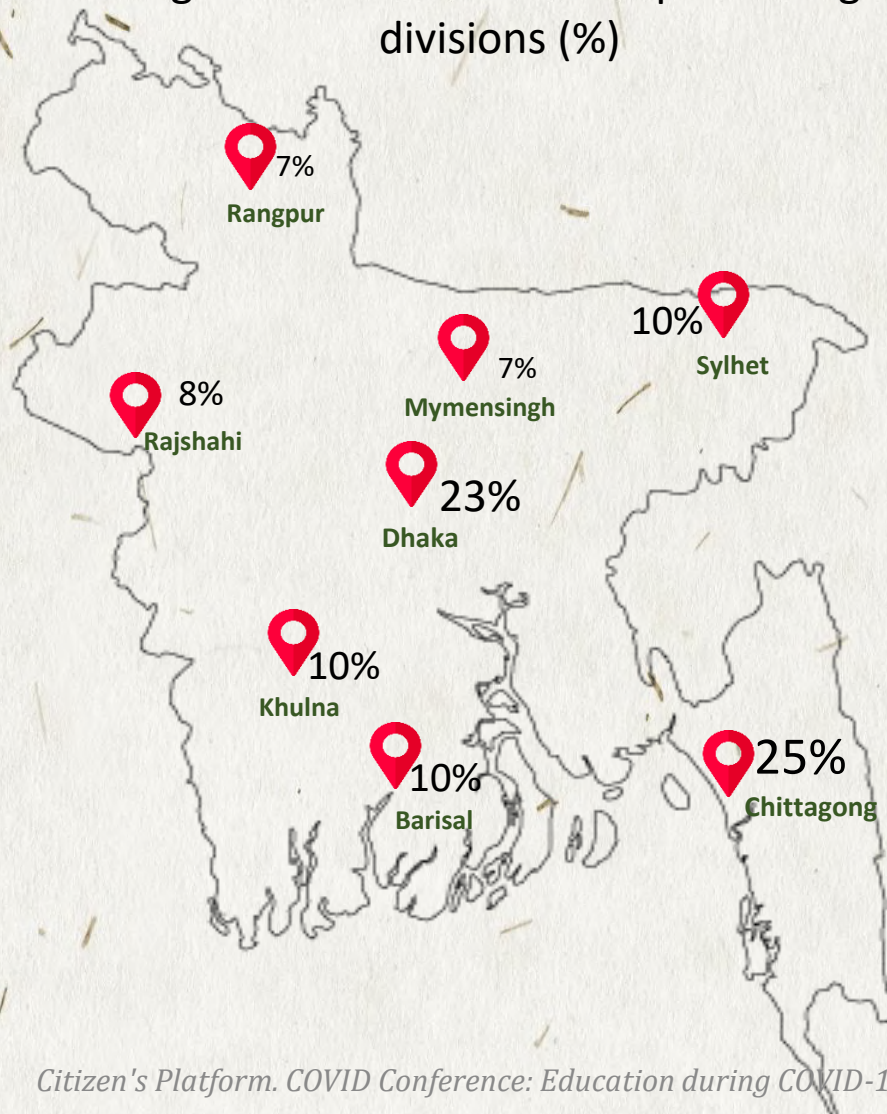 divisions (%)
7%
Rangpur
10%
Sylhet
7%
Mymensingh
8%
Rajshahi
23%
Dhaka
10%
Khulna
10%
Barisal
25%
Chittagong
Citizen's Platform. COVID Conference: Education during COVID-1